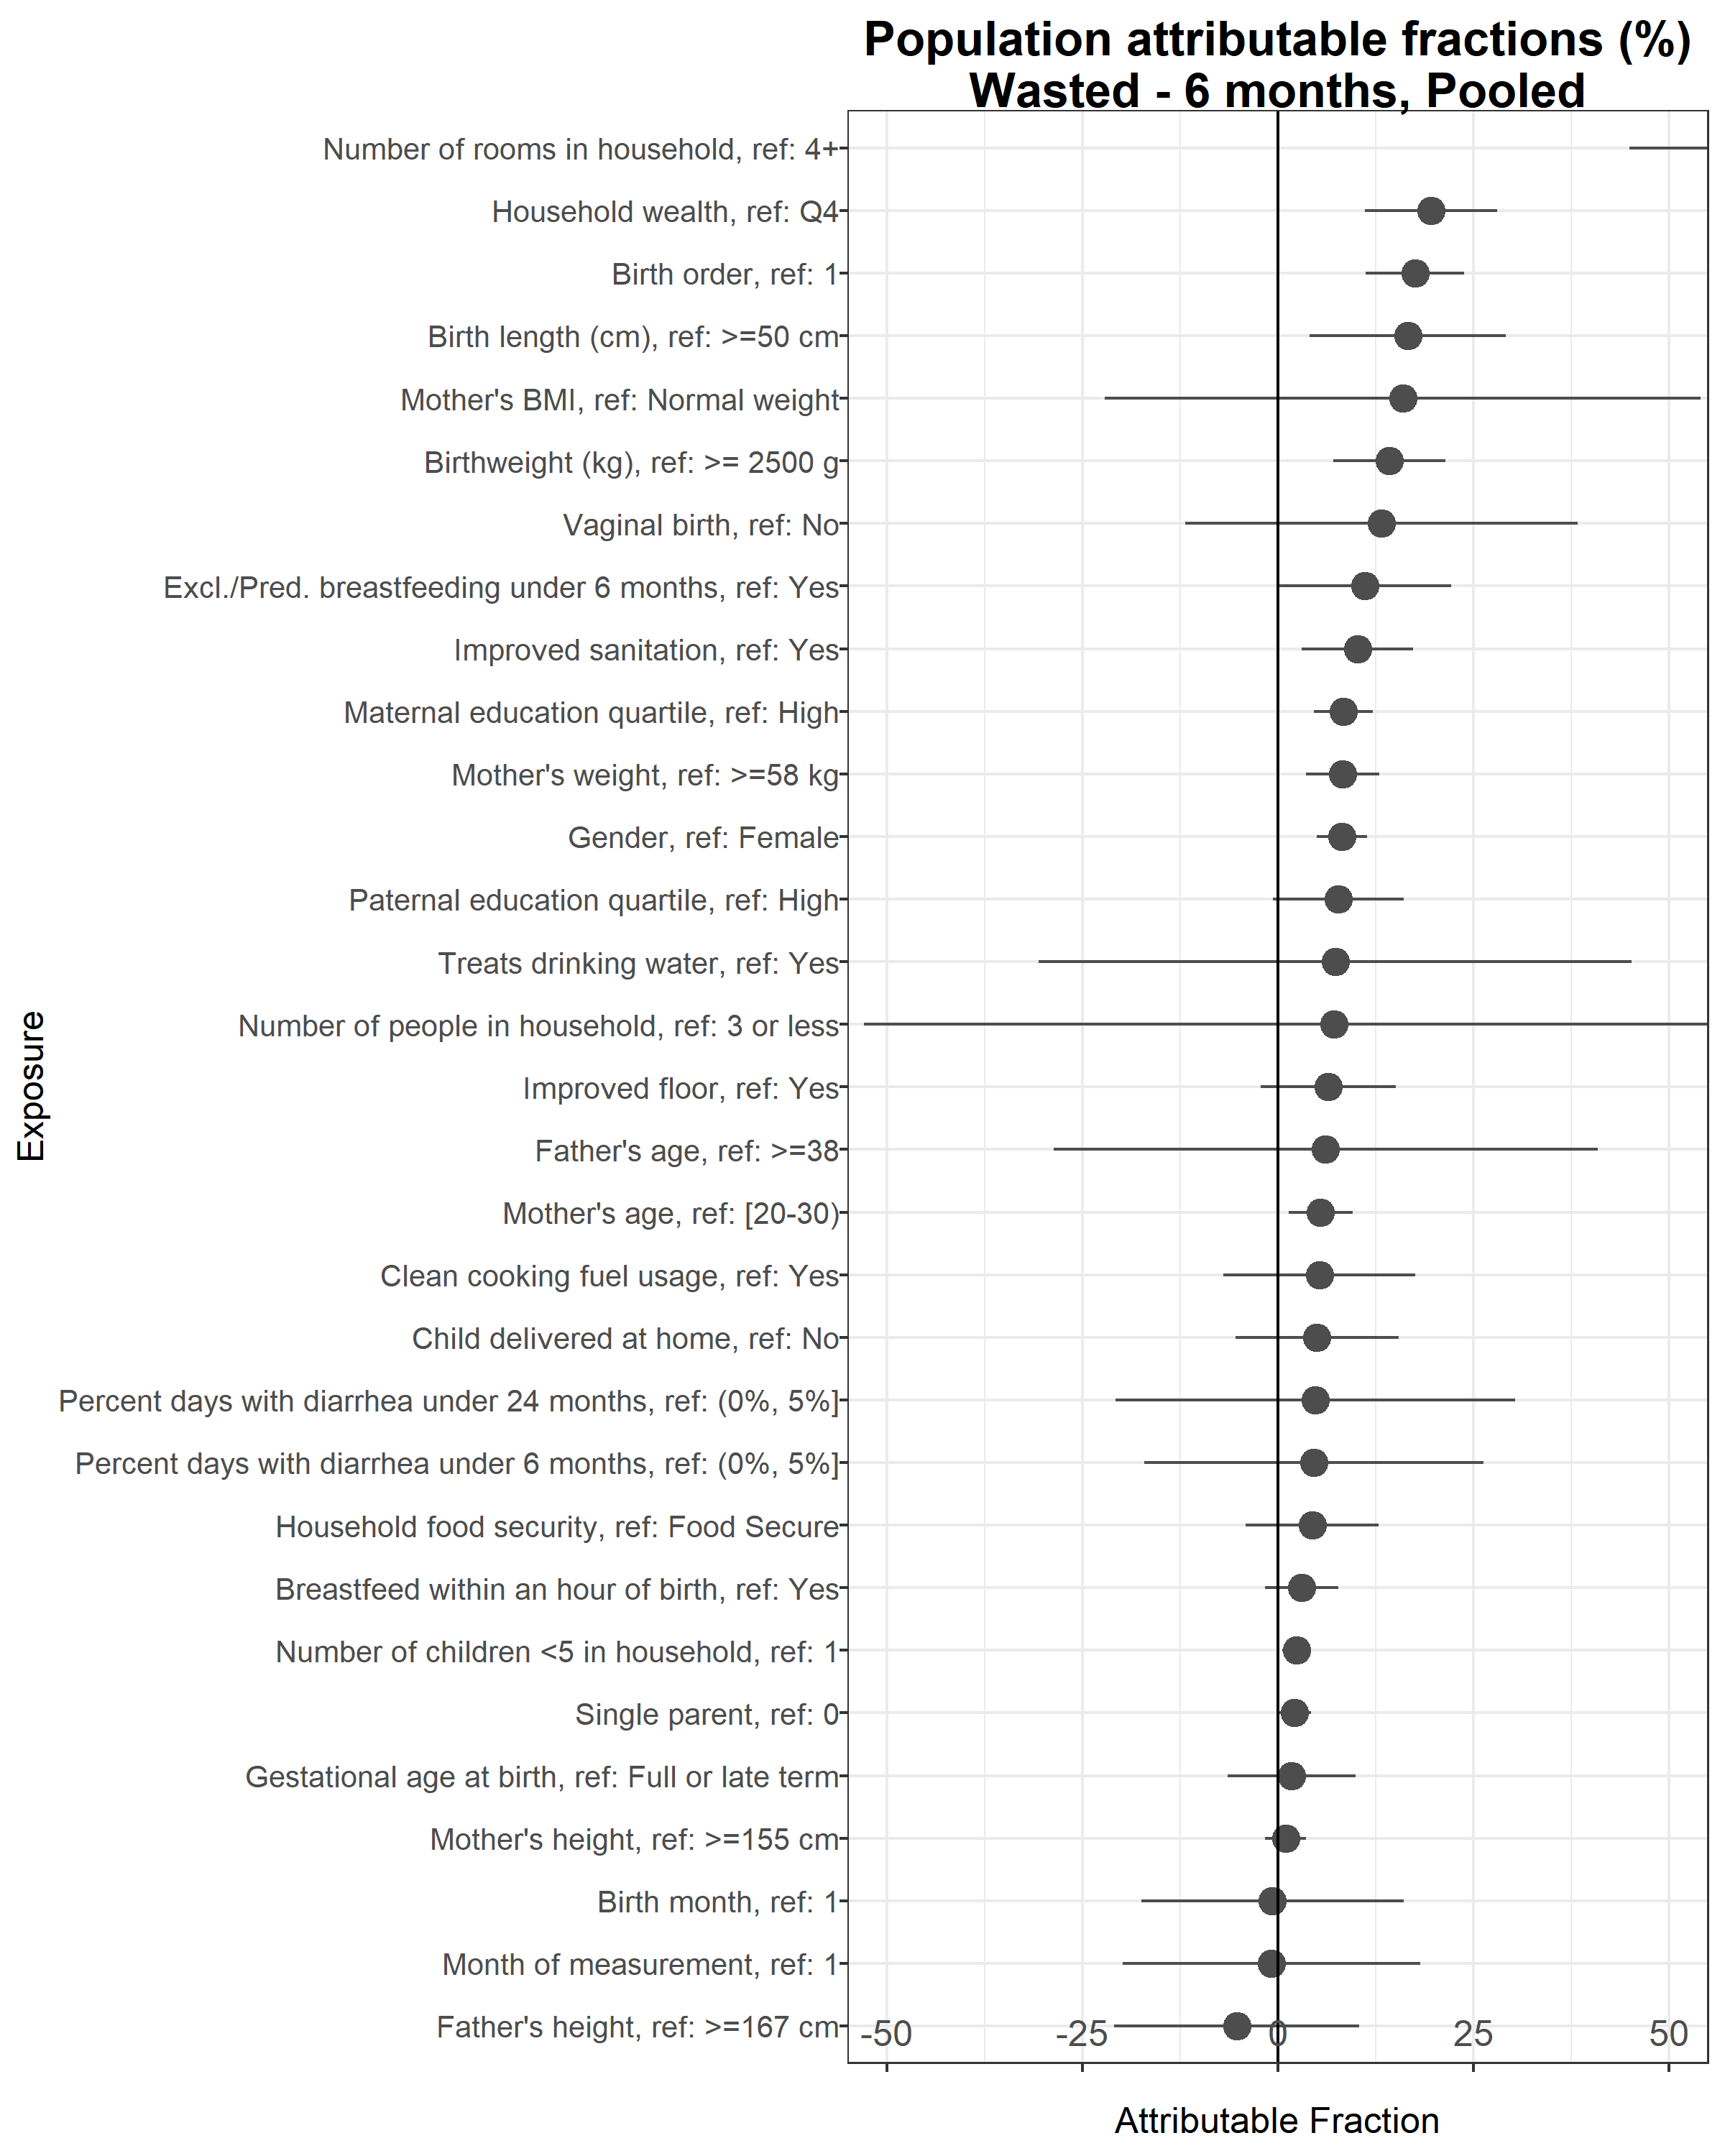 Population attributable fractions (%)
Wasted - 6 months, Pooled
Number of rooms in household, ref: 4+
Household wealth, ref: Q4
Birth order, ref: 1
Birth length (cm), ref: >=50 cm
Mother's BMI, ref: Normal weight
Birthweight (kg), ref: >= 2500 g
Vaginal birth, ref: No
Excl./Pred. breastfeeding under 6 months, ref: Yes
Improved sanitation, ref: Yes
Maternal education quartile, ref: High
Mother's weight, ref: >=58 kg
Gender, ref: Female
Paternal education quartile, ref: High
Treats drinking water, ref: Yes
Number of people in household, ref: 3 or less
Improved floor, ref: Yes
Father's age, ref: >=38
Mother's age, ref: [20-30)
Clean cooking fuel usage, ref: Yes
Child delivered at home, ref: No
Percent days with diarrhea under 24 months, ref: (0%, 5%]
Percent days with diarrhea under 6 months, ref: (0%, 5%]
Household food security, ref: Food Secure
Breastfeed within an hour of birth, ref: Yes
Number of children <5 in household, ref: 1
Single parent, ref: 0
Gestational age at birth, ref: Full or late term
Mother's height, ref: >=155 cm
Birth month, ref: 1
Month of measurement, ref: 1
Father's height, ref: >=167 cm
Exposure
-50 -25 0 25 50
Attributable Fraction